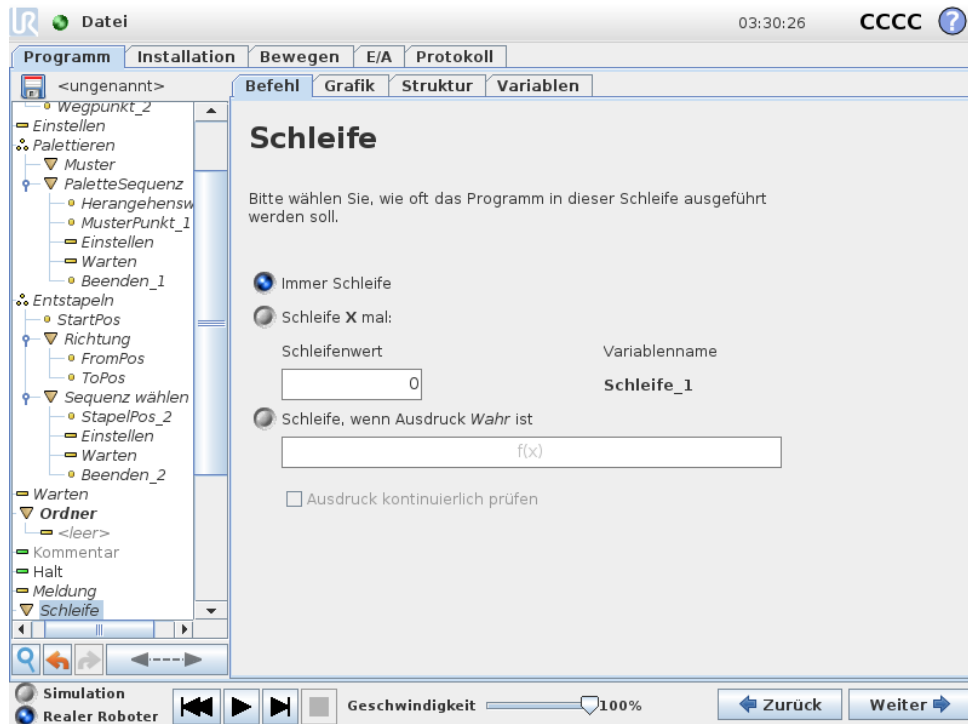 UR Datei 03:30:26 CCCC ?
Programm Installation Bewegen E/A Protokoll
<ungenannt>
Befehl Grafik Struktur Variablen
Wegpunkt_2
Einstellen
Palettieren
Muster
PaletteSequenz
Herangehensw
MusterPunkt_1
Einstellen
Warten
Beenden_1
Entstapeln
StartPos
Richtung
FromPos
ToPos
Sequenz wählen
StapelPos_2
Einstellen
Warten
Beenden_2
Warten
Ordner
<leer>
Kommentar
Halt
Meldung
Schleife
Schleife
Bitte wählen Sie, wie oft das Programm in dieser Schleife ausgeführt
werden soll.
Immer Schleife
Schleife X mal:
Schleifenwert Variablenname
0 Schleife_1
Schleife, wenn Ausdruck Wahr ist
f(x)
Ausdruck kontinuierlich prüfen
Simulation
Realer Roboter
Geschwindigkeit 100%
Zurück Weiter